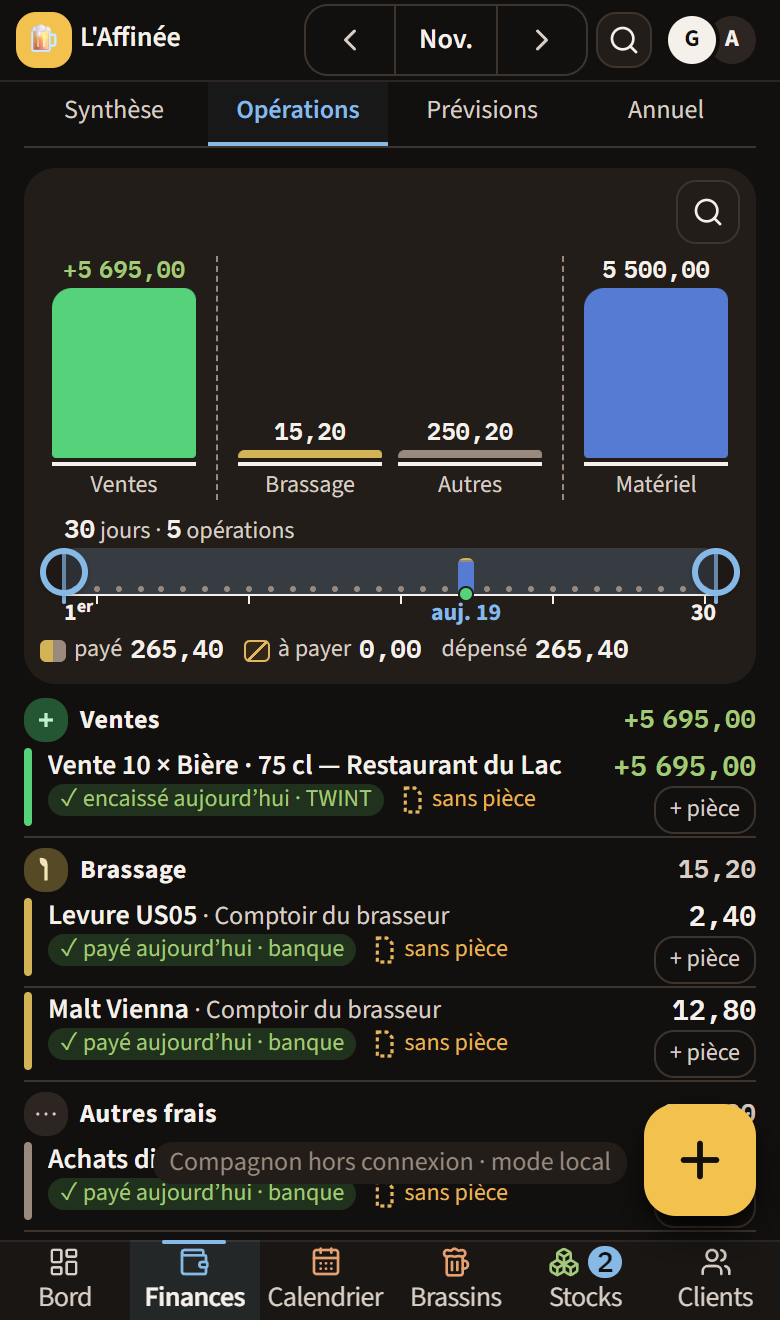 L'Affinée
Nov.
G A
Synthèse Opérations Prévisions Annuel
+5 695,00 5 500,00
15,20 250,20
Ventes Brassage Autres Matériel
30 jours · 5 opérations
1er auj. 19 30
payé 265,40 à payer 0,00 dépensé 265,40
+ Ventes +5 695,00
Vente 10 × Bière · 75 cl — Restaurant du Lac +5 695,00
✓ encaissé aujourd’hui · TWINT sans pièce + pièce
Brassage 15,20
Levure US05 · Comptoir du brasseur 2,40
✓ payé aujourd’hui · banque sans pièce + pièce
Malt Vienna · Comptoir du brasseur 12,80
✓ payé aujourd’hui · banque sans pièce + pièce
Autres frais
Achats di
Compagnon hors connexion · mode local
✓ payé aujourd’hui · banque sans pièce
2
Bord Finances Calendrier Brassins Stocks Clients